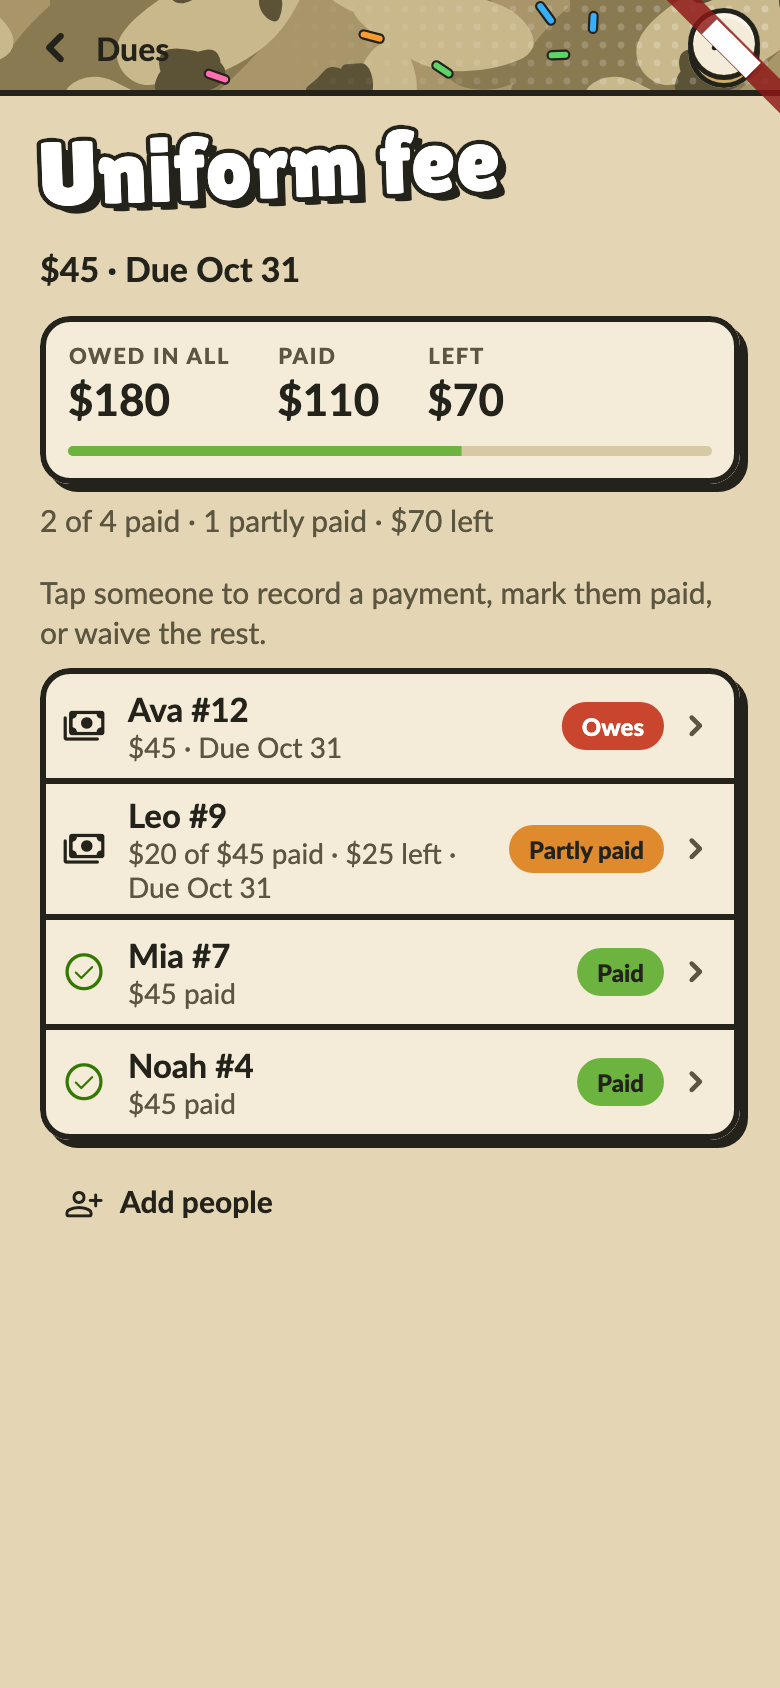 Dues
Uniform fee
$45 · Due Oct 31
OWED IN ALL PAID LEFT
$180 $110 $70
2 of 4 paid · 1 partly paid · $70 left
Tap someone to record a payment, mark them paid,
or waive the rest.
Ava #12
$45 · Due Oct 31
Owes
Leo #9
$20 of $45 paid · $25 left ·
Due Oct 31
Partly paid
Mia #7
$45 paid
Paid
Noah #4
$45 paid
Paid
Add people